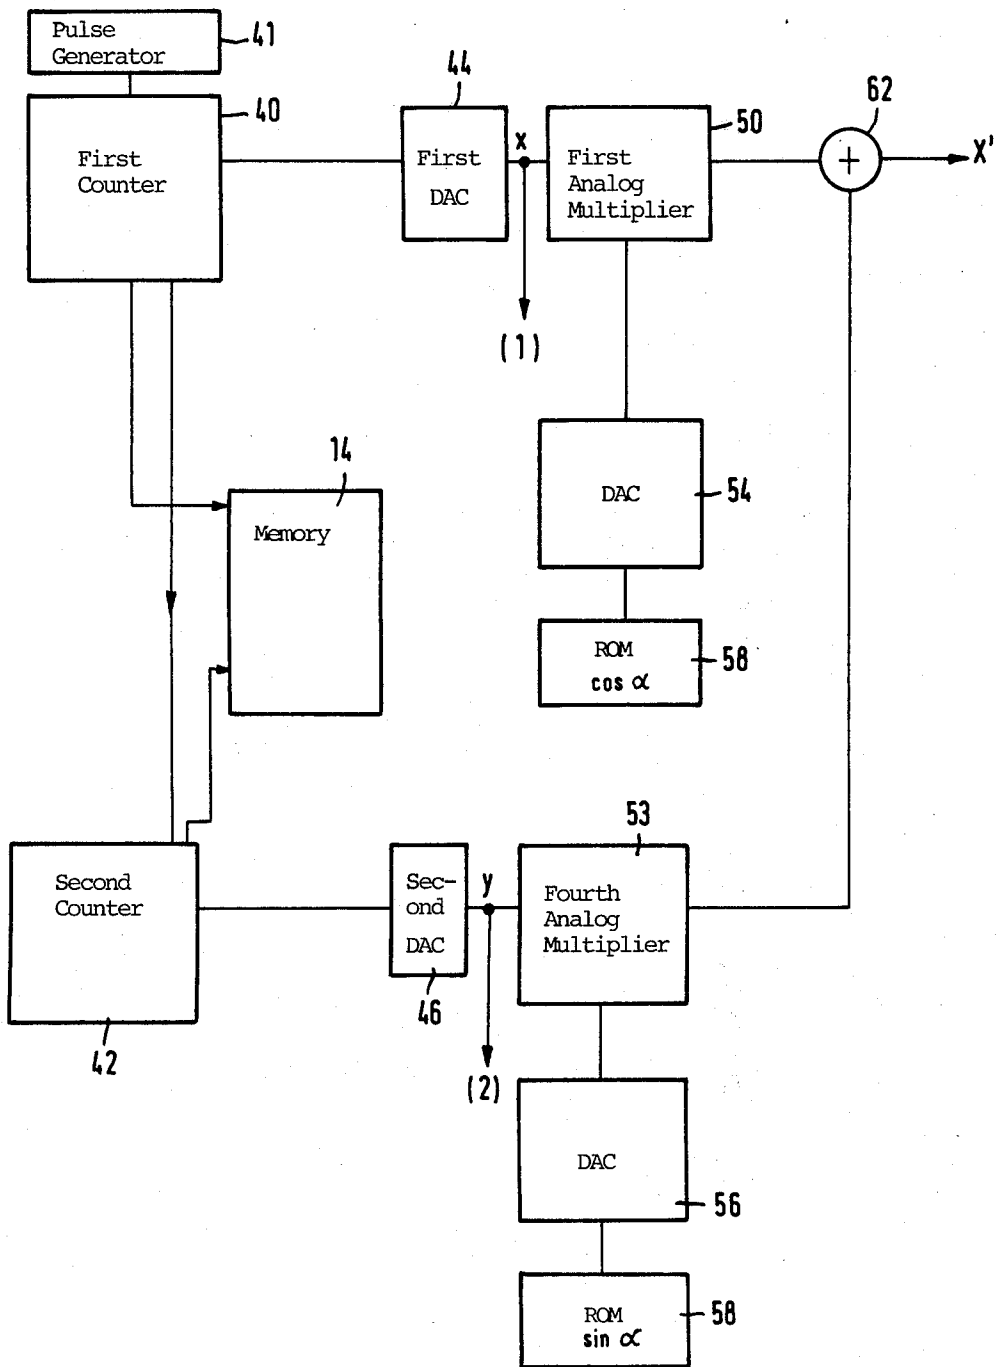 Pulse
Generator
41
40
First
Counter
44
First
DAC
x
(1)
50
First
Analog
Multiplier
62
+
X'
14
Memory
DAC
54
ROM
cos α
58
Second
Counter
42
Sec-
ond
DAC
46
y
(2)
53
Fourth
Analog
Multiplier
DAC
56
ROM
sin α
58